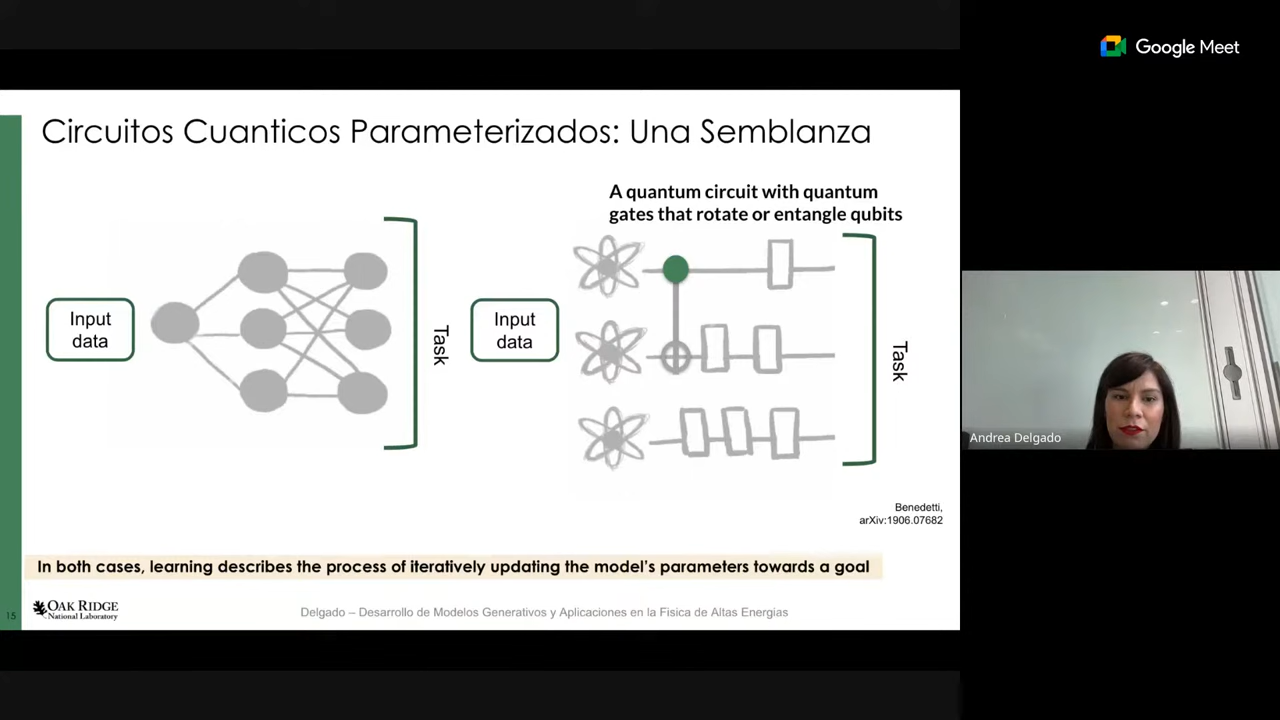 Google Meet
Circuitos Cuanticos Parameterizados: Una Semblanza
A quantum circuit with quantum
gates that rotate or entangle qubits
Input
data
Task
Input
data
Task
Andrea Delgado
Benedetti,
arXiv:1906.07682
In both cases, learning describes the process of iteratively updating the model's parameters towards a goal
15
OAK RIDGE
National Laboratory
Delgado – Desarrollo de Modelos Generativos y Aplicaciones en la Fisica de Altas Energias